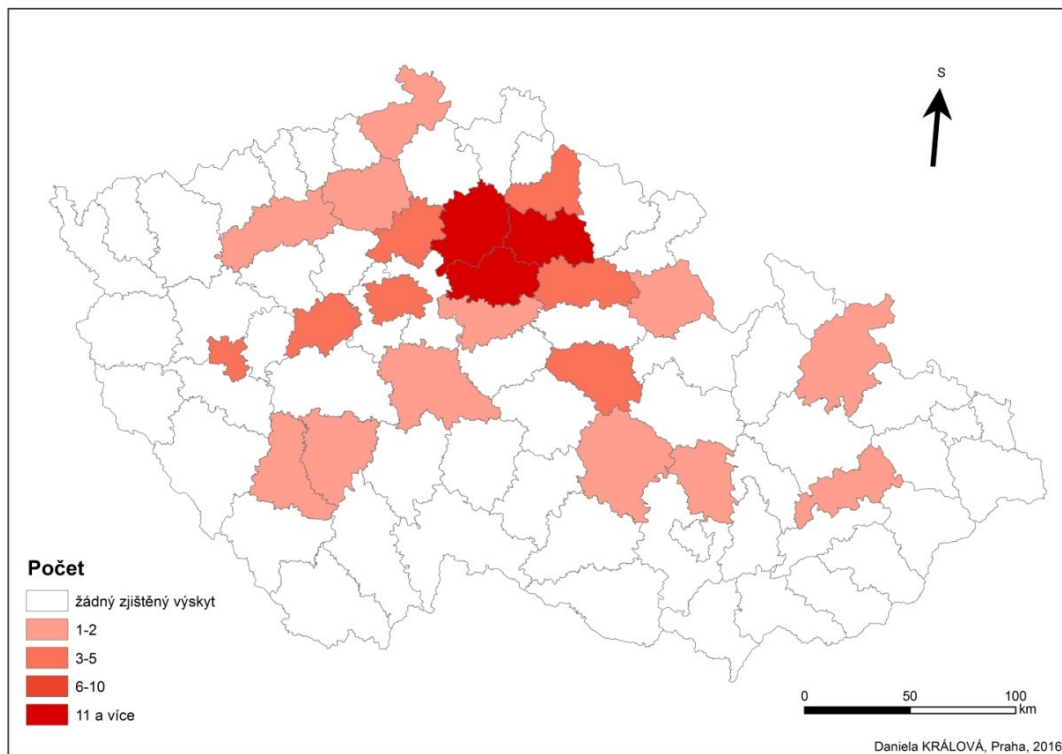 S
Počet
žádný zjištěný výskyt
1-2
3-5
6-10
11 a více
0 50 100
km
Daniela KRÁLOVÁ, Praha, 2016